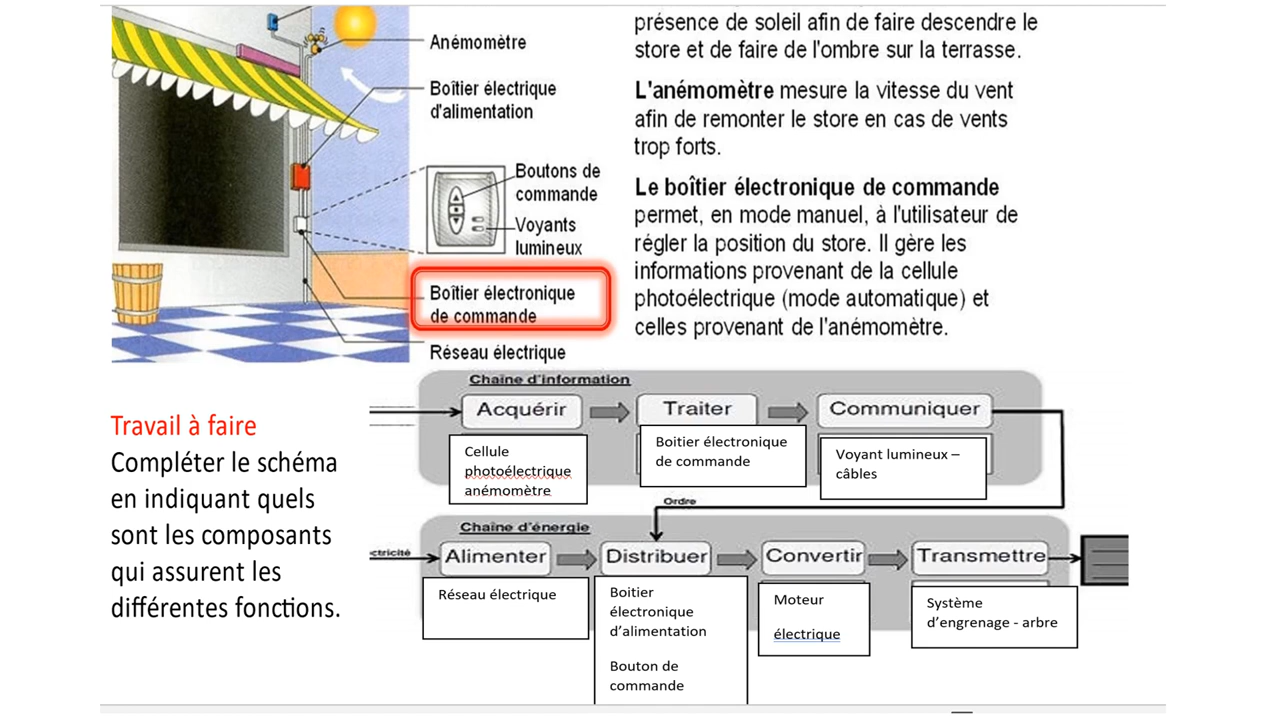 Anémomètre
Boîtier électrique
d'alimentation
Boutons de
commande
Voyants
lumineux
Boîtier électronique
de commande
Réseau électrique
présence de soleil afin de faire descendre le
store et de faire de l'ombre sur la terrasse.
L'anémomètre mesure la vitesse du vent
afin de remonter le store en cas de vents
trop forts.
Le boîtier électronique de commande
permet, en mode manuel, à l'utilisateur de
régler la position du store. Il gère les
informations provenant de la cellule
photoélectrique (mode automatique) et
celles provenant de l'anémomètre.
Travail à faire
Compléter le schéma
en indiquant quels
sont les composants
qui assurent les
différentes fonctions.
Chaîne d'information
Acquérir
Traiter
Communiquer
Cellule
photoélectrique
anémomètre
Boitier électronique
de commande
Voyant lumineux –
câbles
Ordre
Chaîne d'énergie
ctricité
Alimenter
Distribuer
Convertir
Transmettre
Réseau électrique
Boitier
électronique
d'alimentation
Bouton de
commande
Moteur
électrique
Système
d'engrenage - arbre